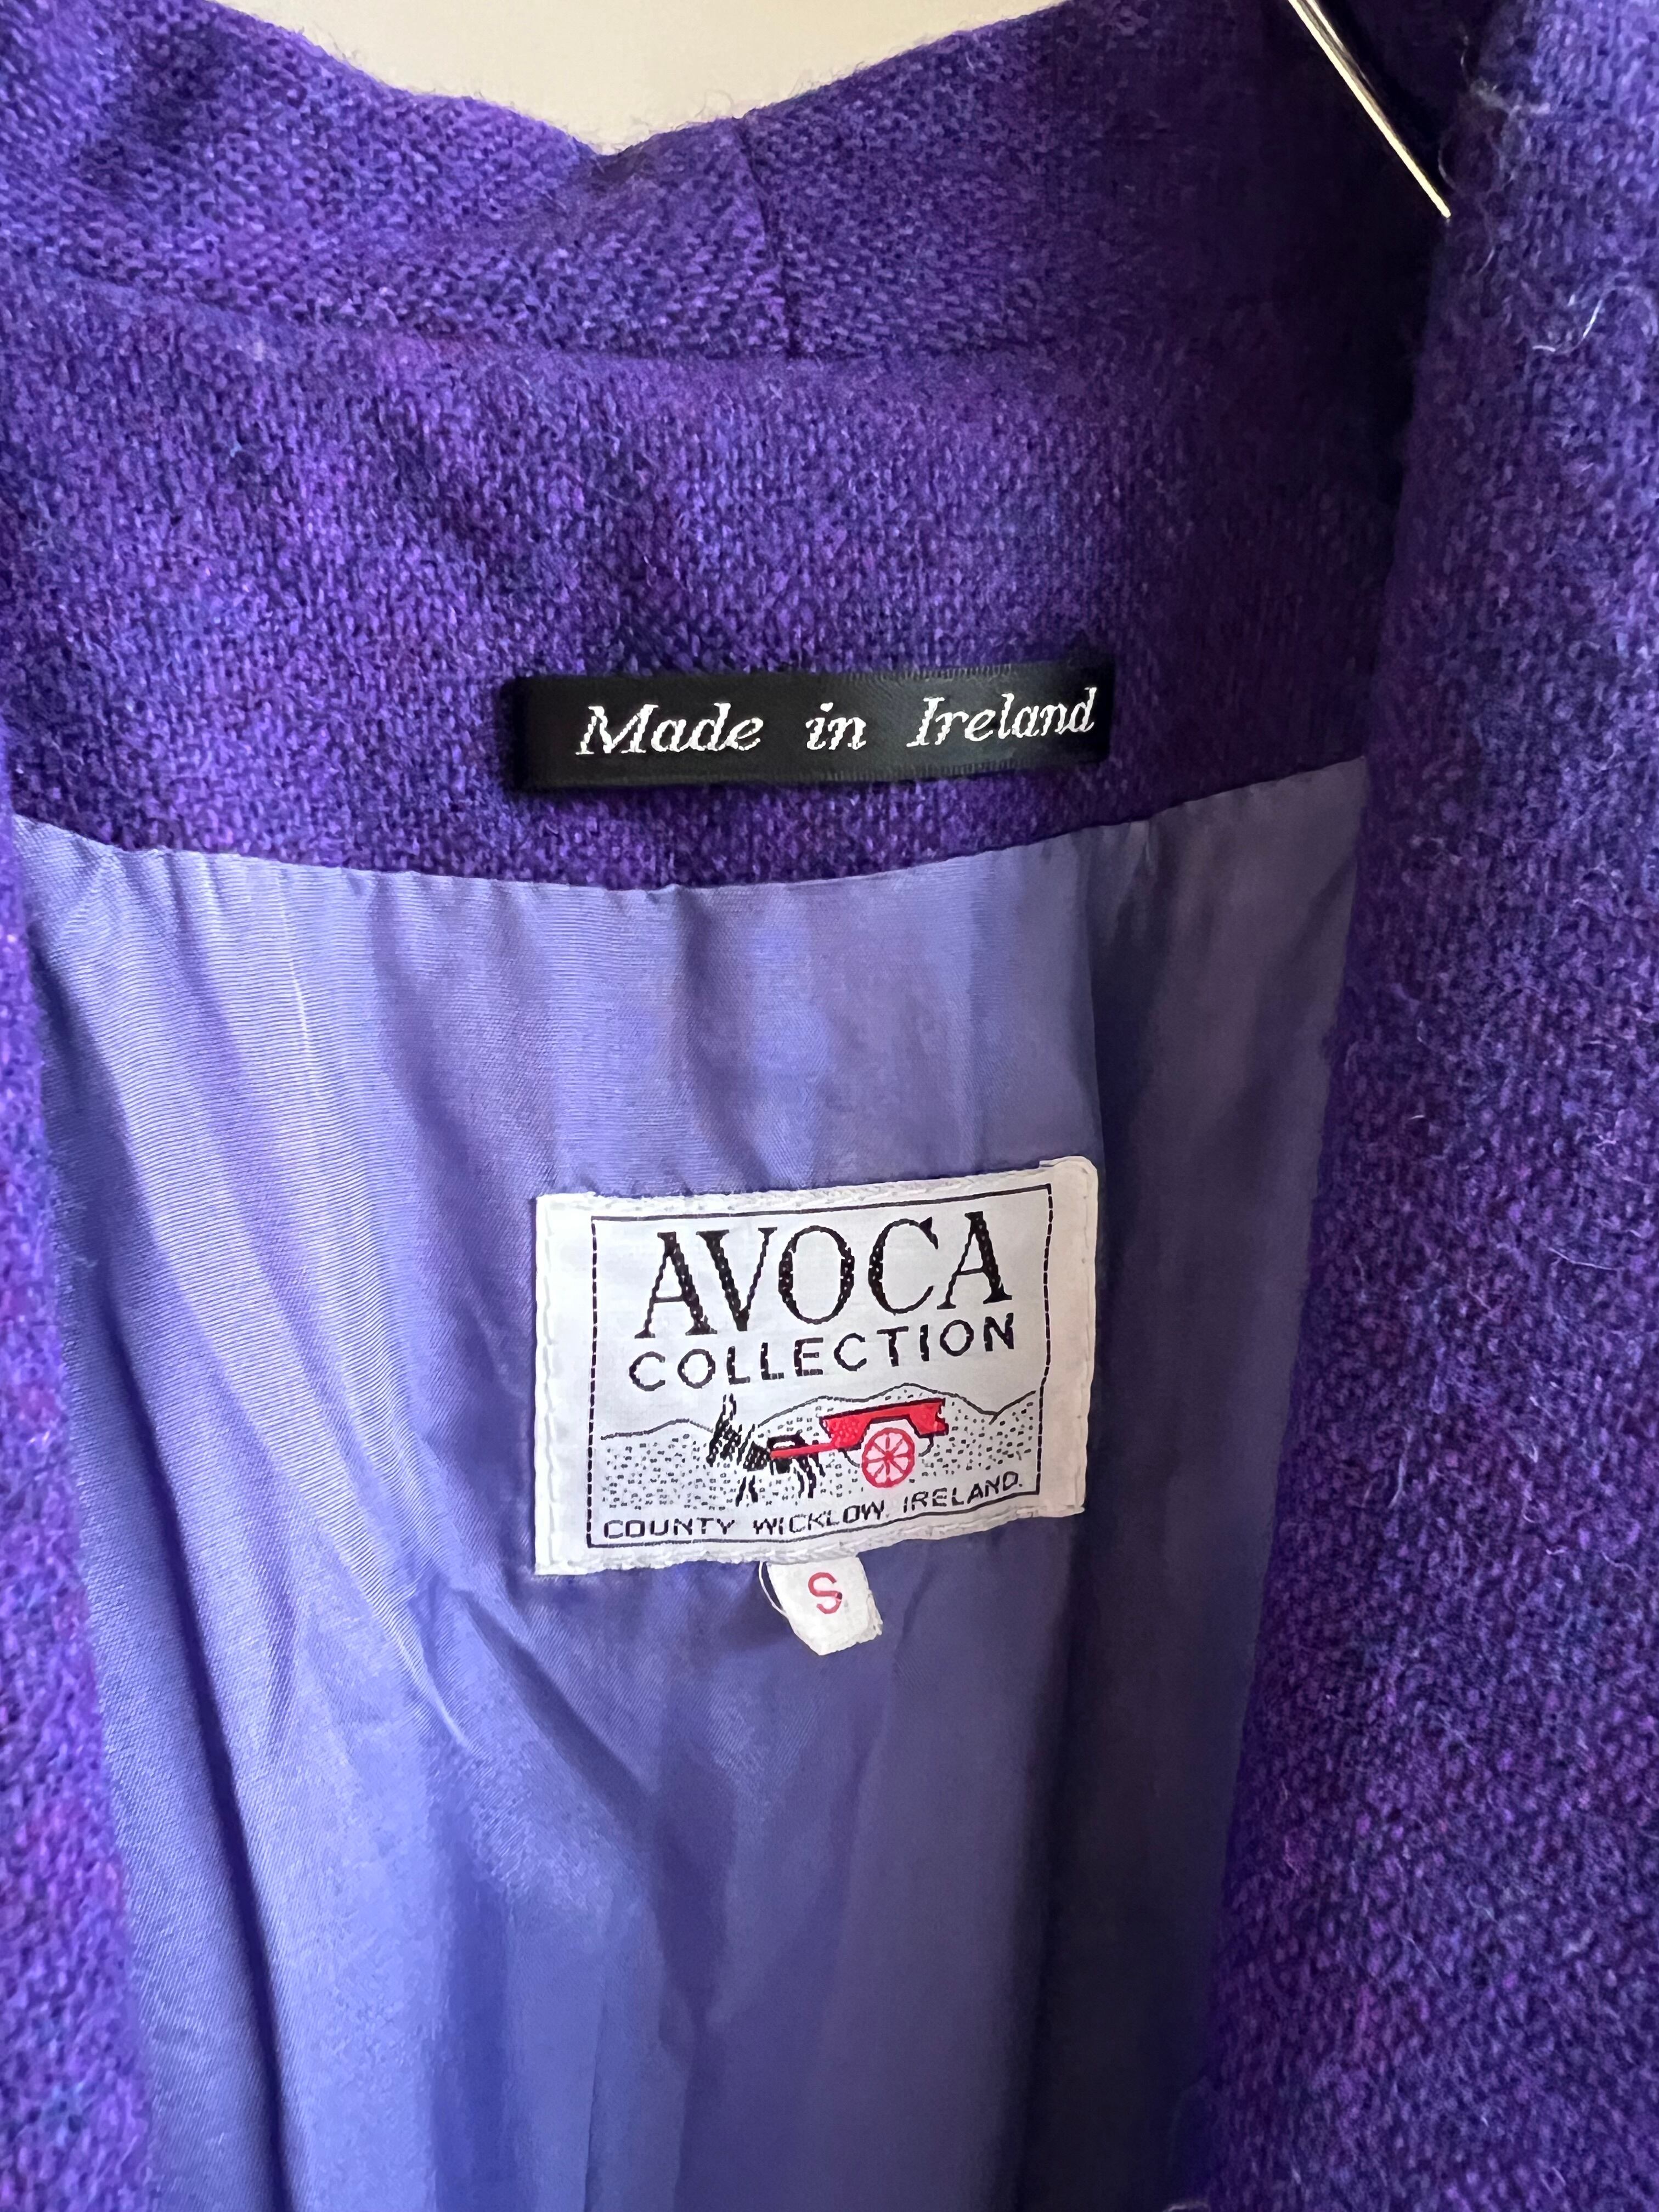 Made in Ireland
AVOCA
COLLECTION
COUNTY WICKLOW. IRELAND.
S